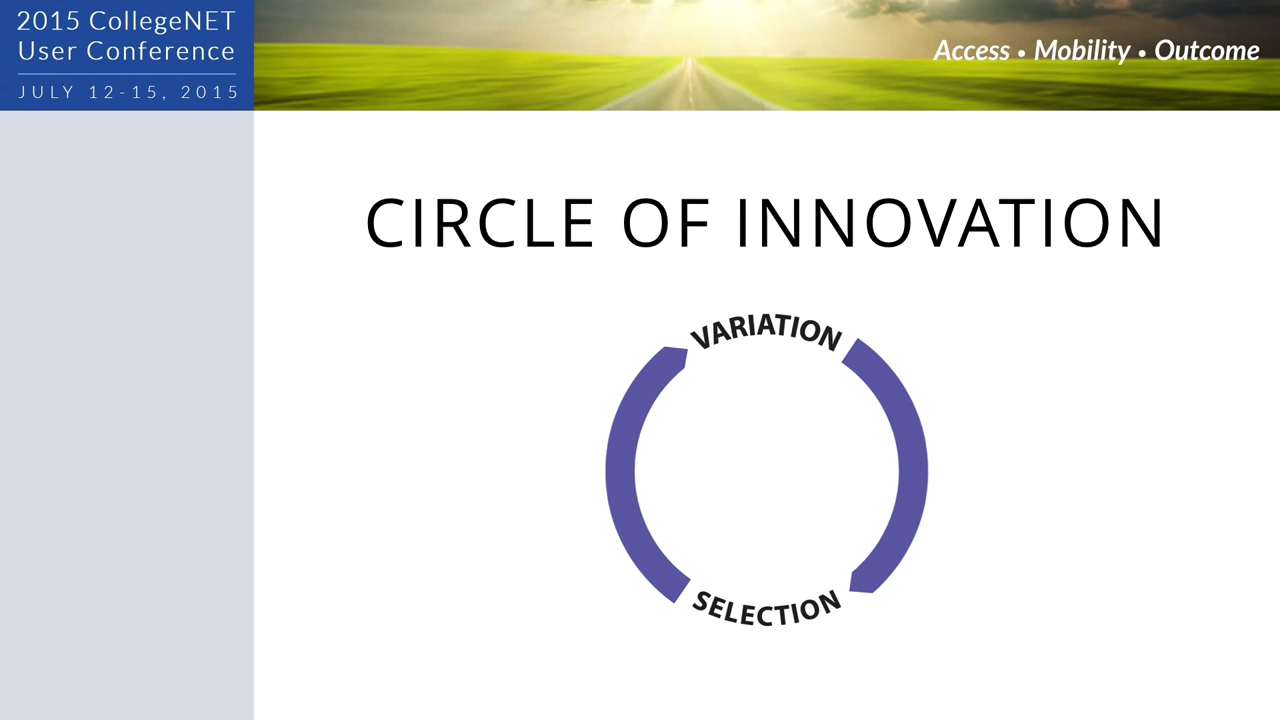 2015 CollegeNET
User Conference
JULY 12-15, 2015
Access • Mobility • Outcome
CIRCLE OF INNOVATION
VARIATION
SELECTION